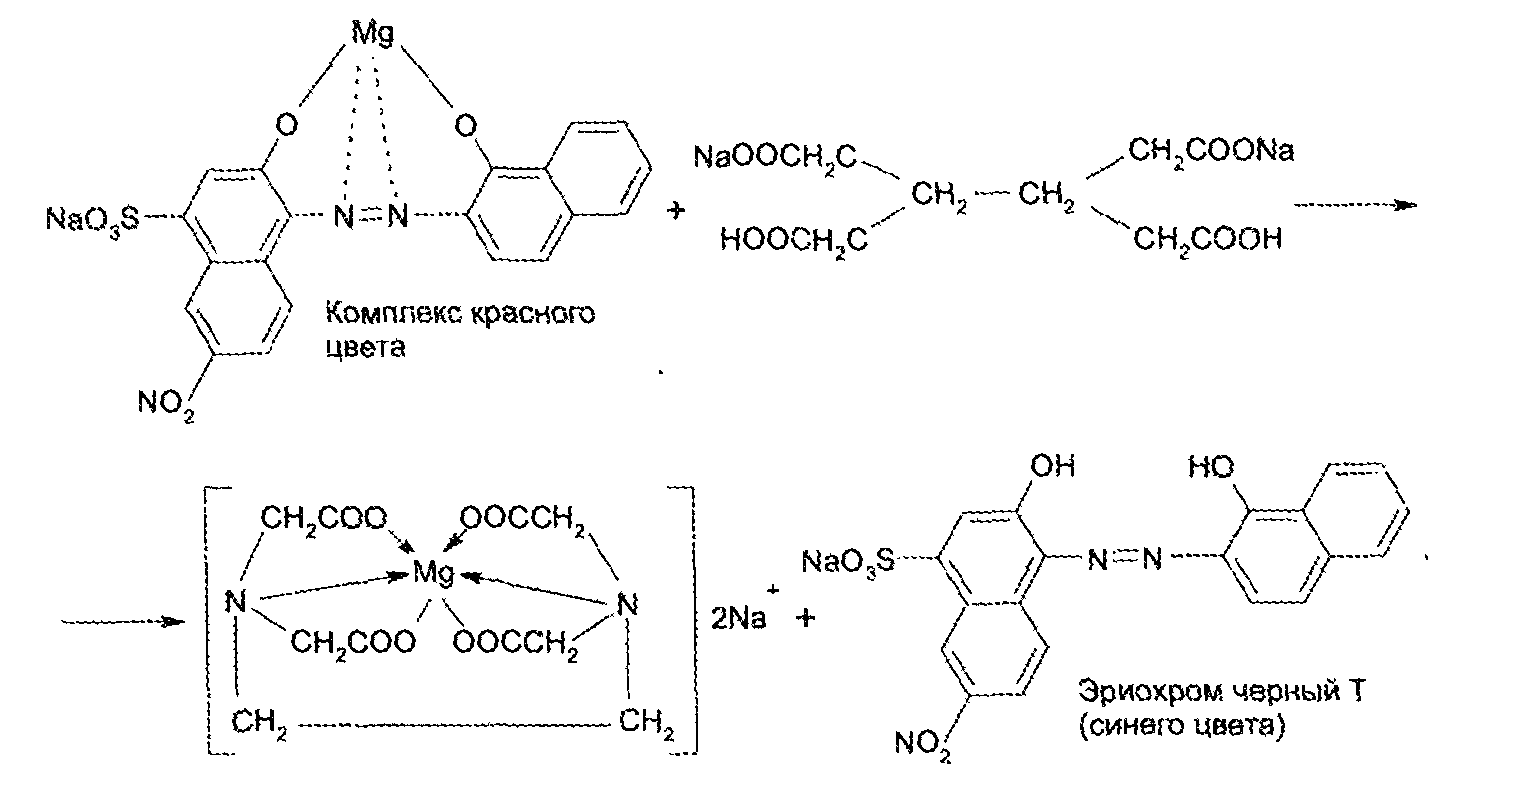 Mg
O O
NaOOCH₂C CH₂COONa
CH₂ CH₂
NaO₃S N N +
HOOCH₂C CH₂COOH
Комплекс красного
цвета
NO₂
OH HO
CH₂COO OOCCH₂
NaO₃S N N
Mg
N N
2Na⁺ +
CH₂COO OOCCH₂
Эриохром черный Т
(синего цвета)
CH₂ CH₂
NO₂